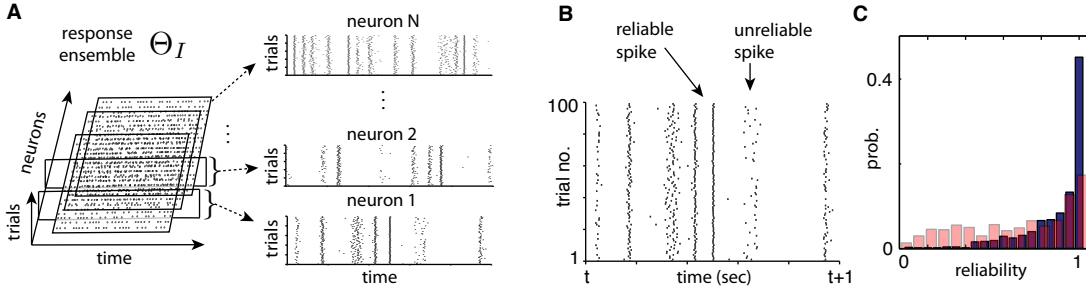 A
response
ensemble Θ_I
neurons
trials
time
neuron N
trials
neuron 2
trials
neuron 1
trials
time
B
reliable
spike
unreliable
spike
100
trial no.
1
t
time (sec)
t+1
C
0.4
prob.
0
0
reliability
1